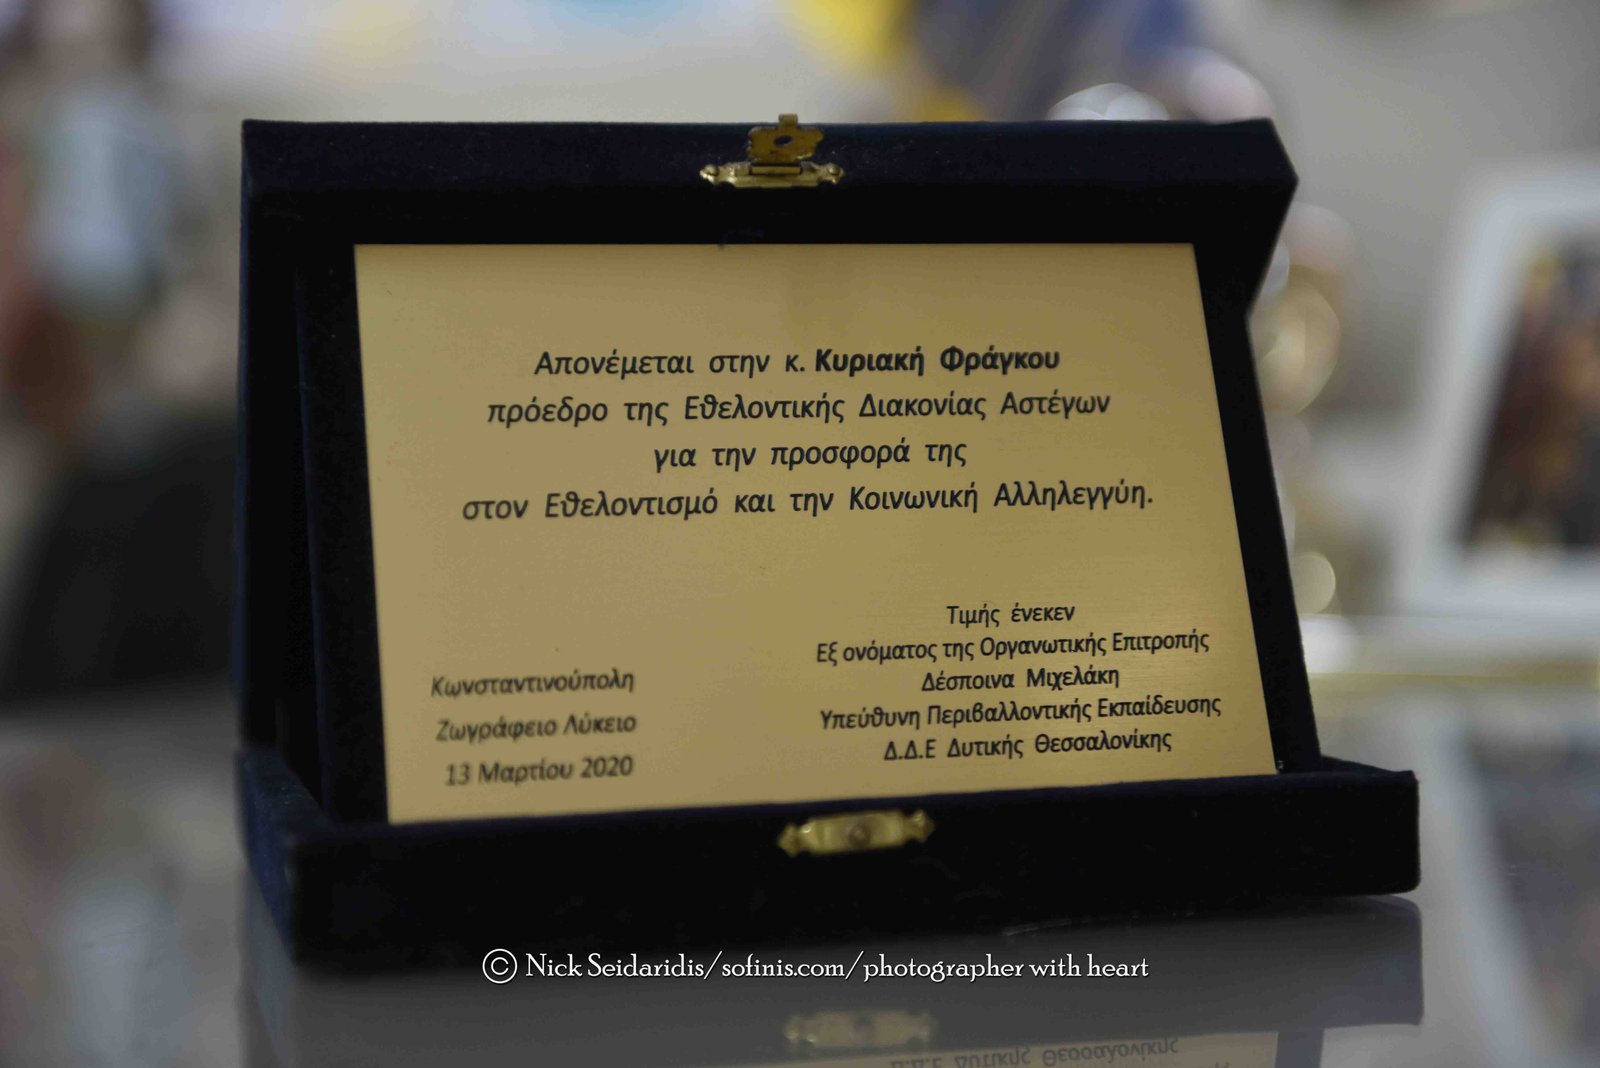 Απονέμεται στην κ. Κυριακή Φράγκου
πρόεδρο της Εθελοντικής Διακονίας Αστέγων
για την προσφορά της
στον Εθελοντισμό και την Κοινωνική Αλληλεγγύη.
Τιμής ένεκεν
Εξ ονόματος της Οργανωτικής Επιτροπής
Δέσποινα Μιχελάκη
Υπεύθυνη Περιβαλλοντικής Εκπαίδευσης
Δ.Δ.Ε Δυτικής Θεσσαλονίκης
Κωνσταντινούπολη
Ζωγράφειο Λύκειο
13 Μαρτίου 2020
© Nick Seidaridis/sofinis.com/photographer with heart